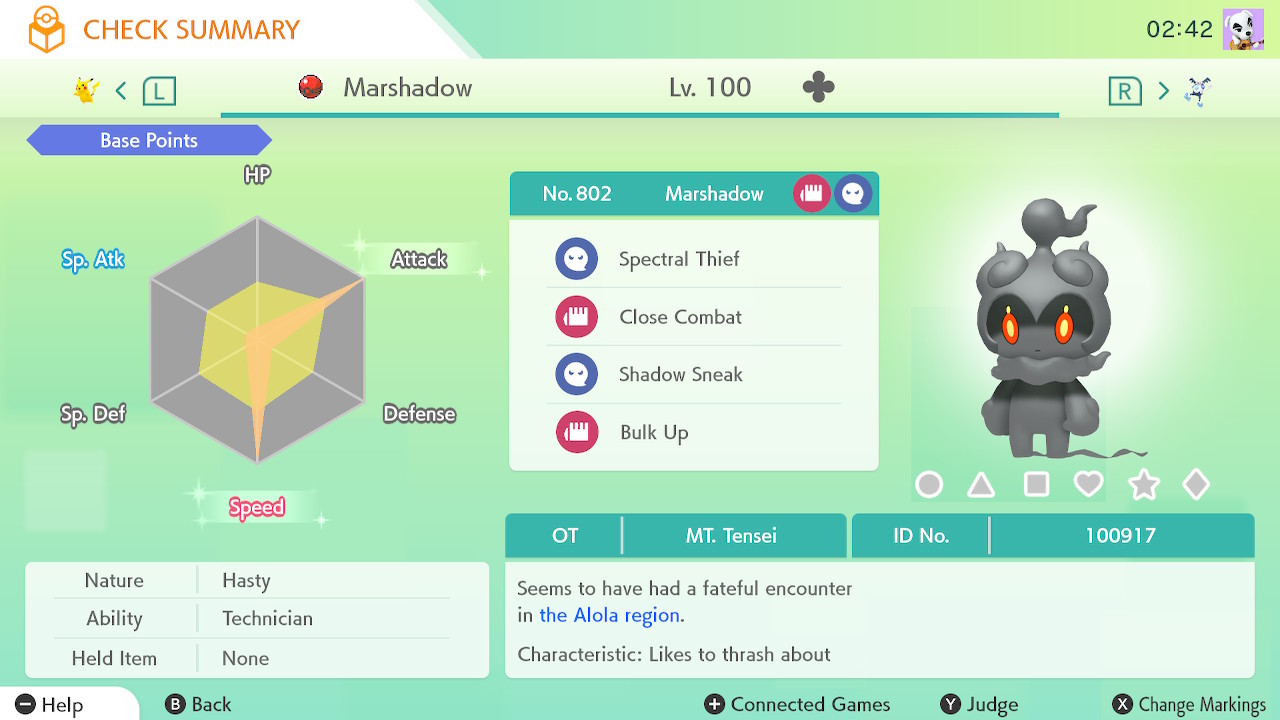 CHECK SUMMARY
02:42
L
Marshadow
Lv. 100
R
Base Points
HP
Sp. Atk
Attack
Sp. Def
Defense
Speed
No. 802 Marshadow
Spectral Thief
Close Combat
Shadow Sneak
Bulk Up
OT MT. Tensei ID No. 100917
Nature Hasty
Ability Technician
Held Item None
Seems to have had a fateful encounter
in the Alola region.
Characteristic: Likes to thrash about
Help
B Back
Connected Games
Y Judge
X Change Markings